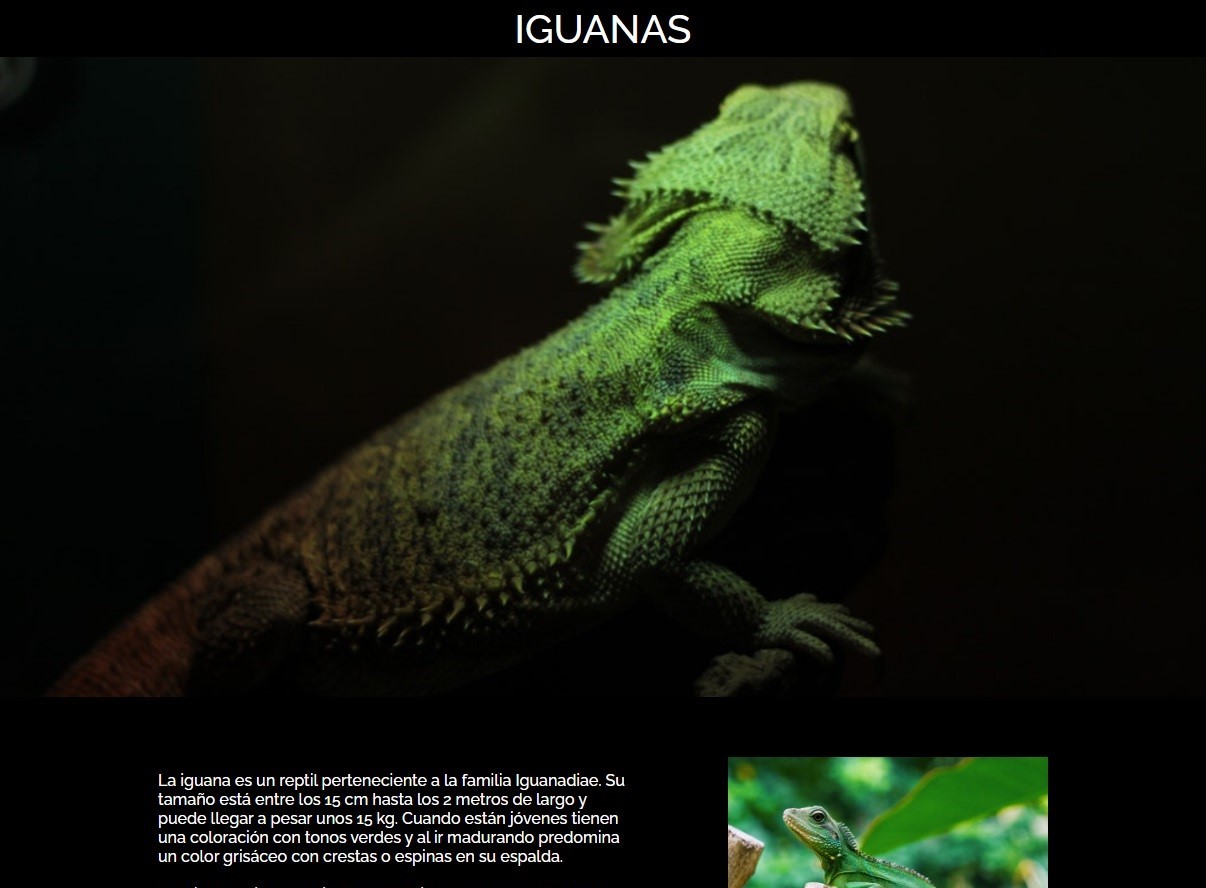 IGUANAS
La iguana es un reptil perteneciente a la familia Iguanadiae. Su
tamaño está entre los 15 cm hasta los 2 metros de largo y
puede llegar a pesar unos 15 kg. Cuando están jóvenes tienen
una coloración con tonos verdes y al ir madurando predomina
un color grisáceo con crestas o espinas en su espalda.